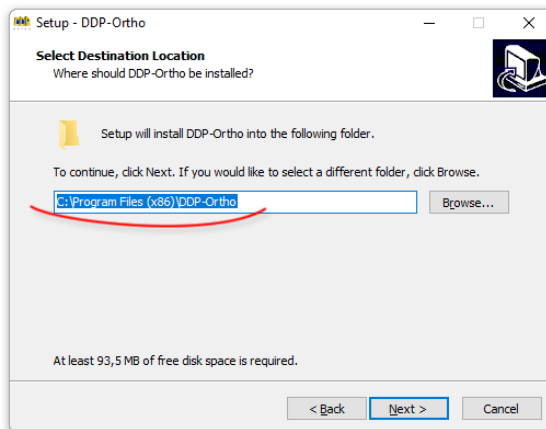 Setup - DDP-Ortho
Select Destination Location
Where should DDP-Ortho be installed?
Setup will install DDP-Ortho into the following folder.
To continue, click Next. If you would like to select a different folder, click Browse.
C:\Program Files (x86)\DDP-Ortho
Browse...
At least 93,5 MB of free disk space is required.
< Back
Next >
Cancel